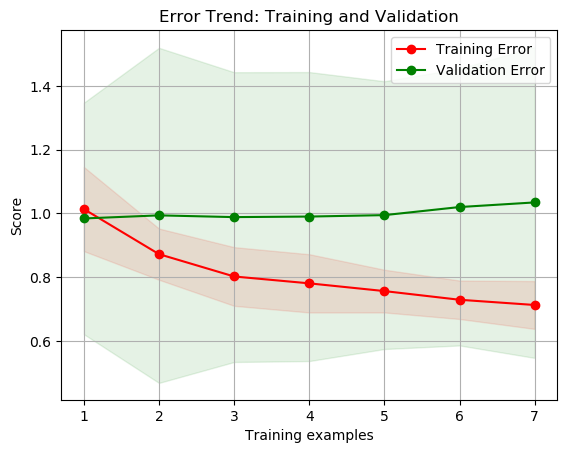 Error Trend: Training and Validation
Training Error
Validation Error
Score
1.4
1.2
1.0
0.8
0.6
1 2 3 4 5 6 7
Training examples